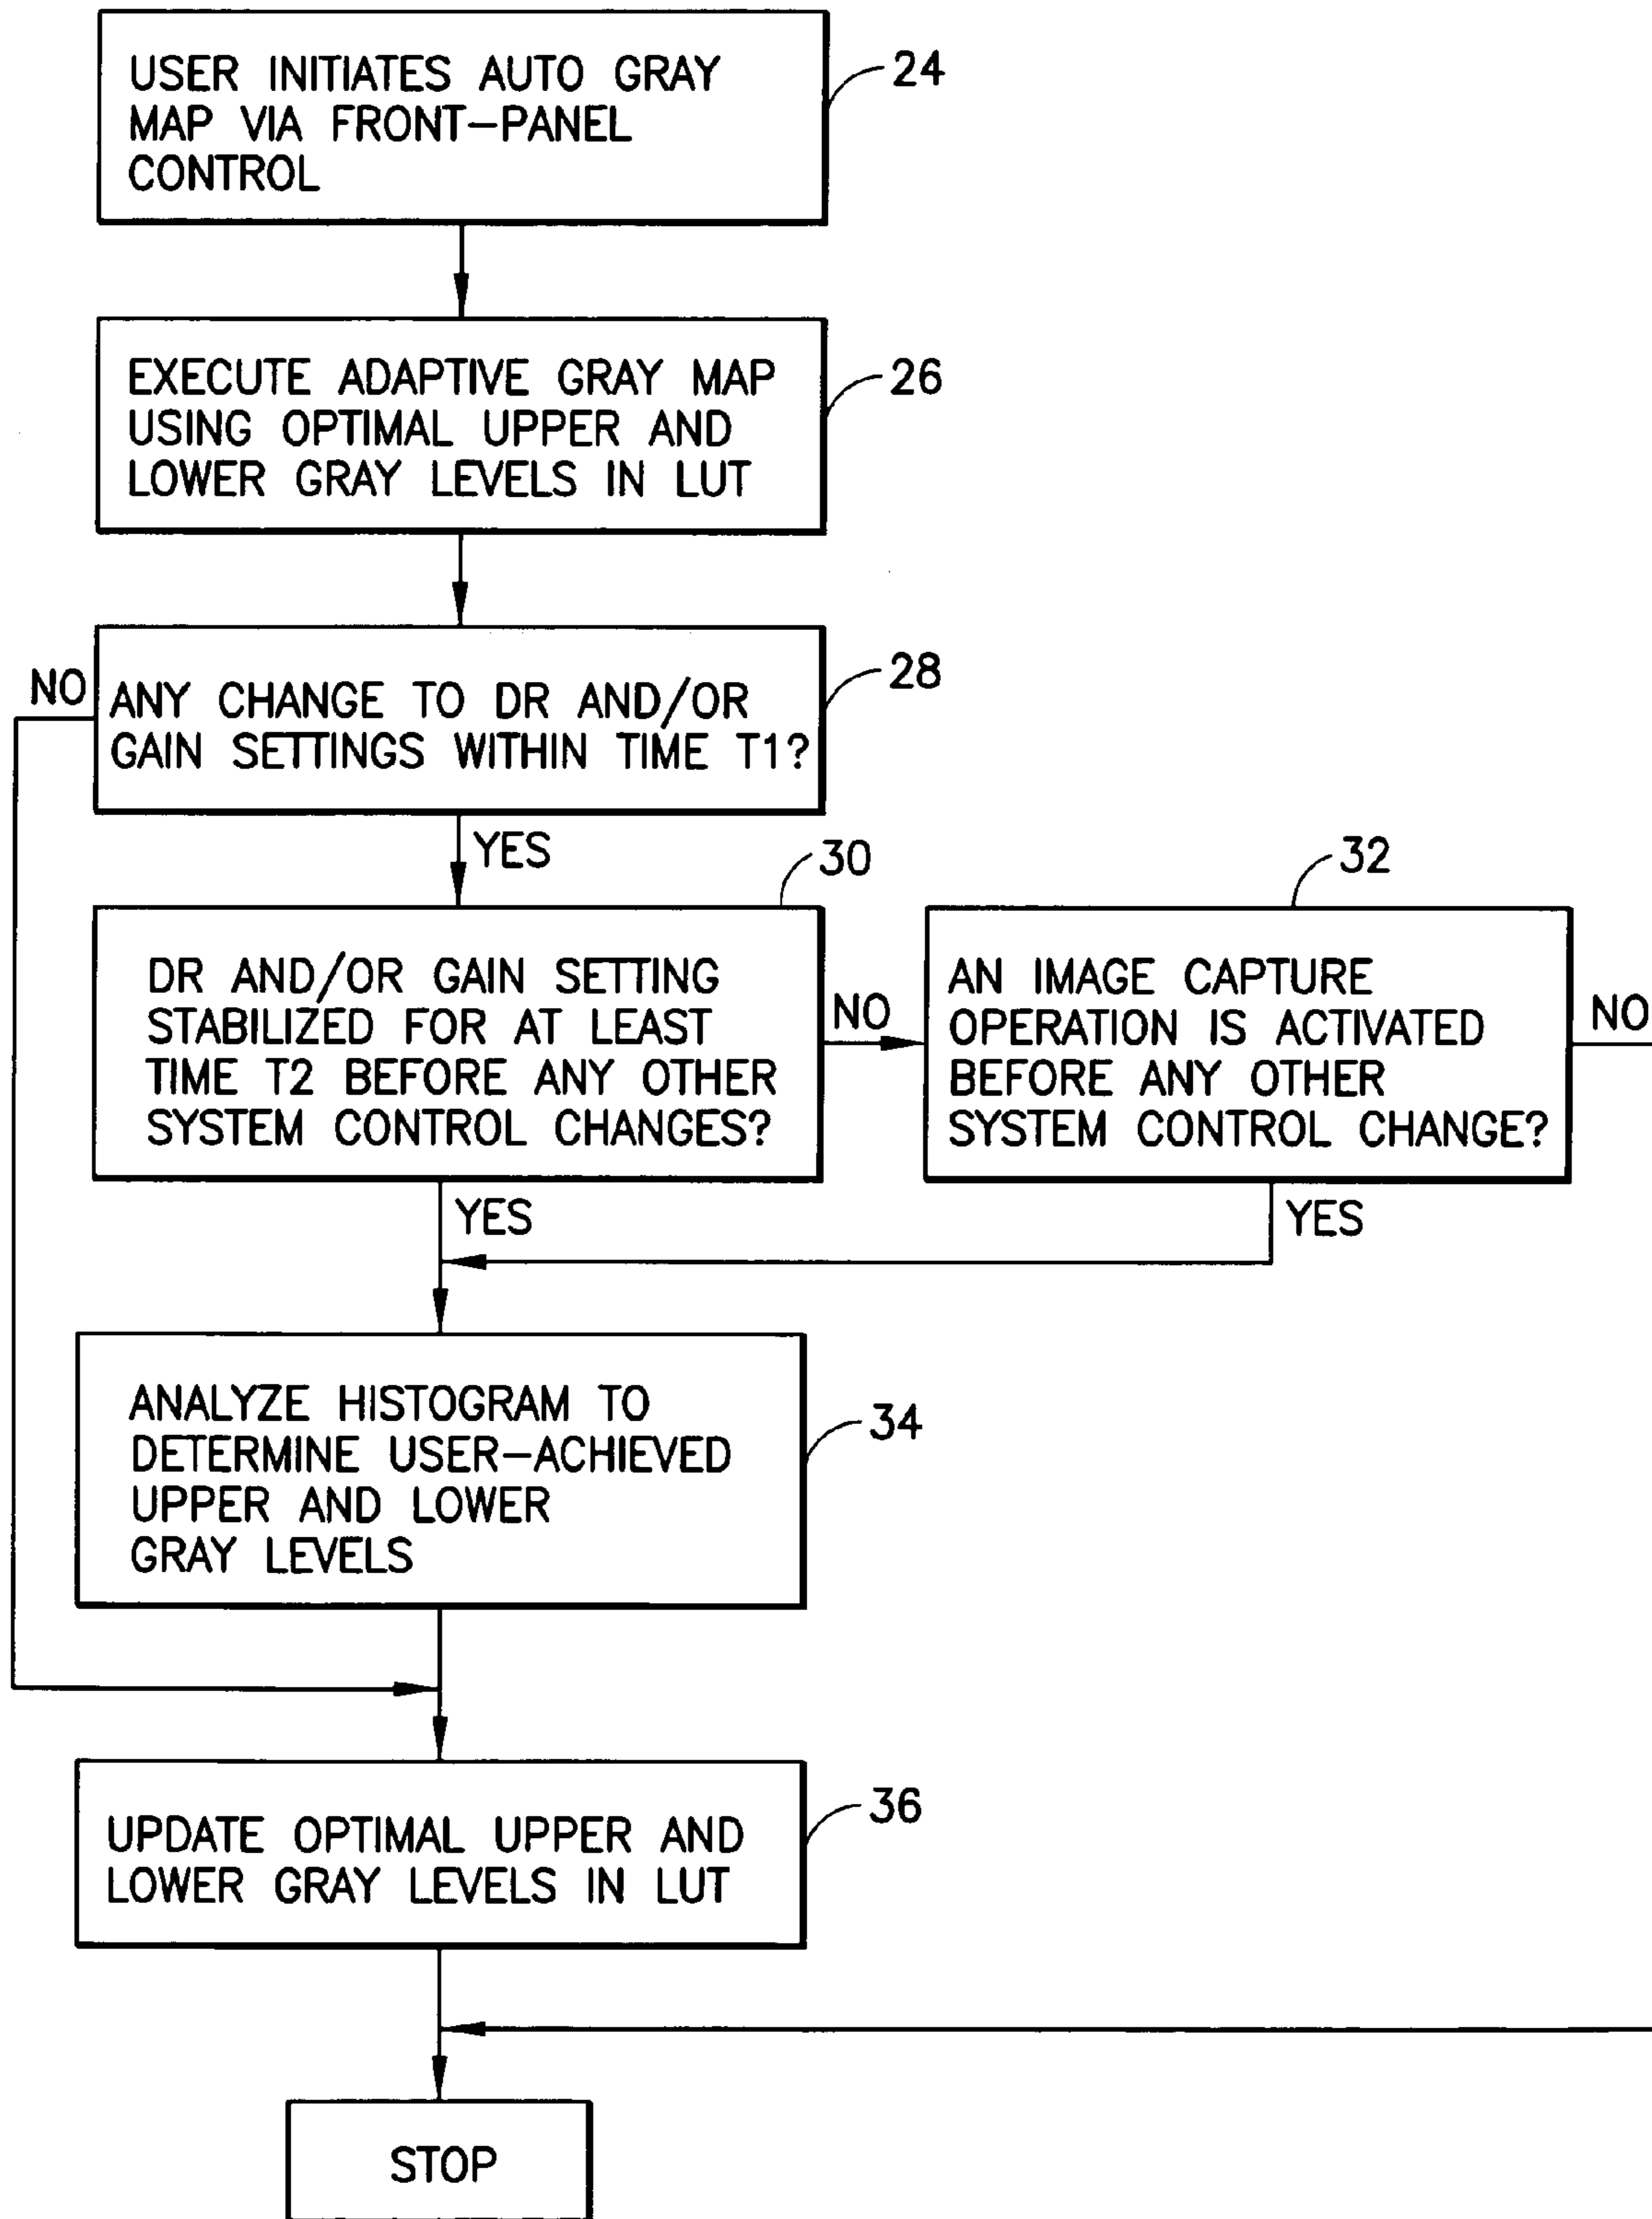 USER INITIATES AUTO GRAY
MAP VIA FRONT-PANEL
CONTROL
24
EXECUTE ADAPTIVE GRAY MAP
USING OPTIMAL UPPER AND
LOWER GRAY LEVELS IN LUT
26
NO
ANY CHANGE TO DR AND/OR
GAIN SETTINGS WITHIN TIME T1?
28
YES
30
DR AND/OR GAIN SETTING
STABILIZED FOR AT LEAST
TIME T2 BEFORE ANY OTHER
SYSTEM CONTROL CHANGES?
NO
32
AN IMAGE CAPTURE
OPERATION IS ACTIVATED
BEFORE ANY OTHER
SYSTEM CONTROL CHANGE?
NO
YES
YES
ANALYZE HISTOGRAM TO
DETERMINE USER-ACHIEVED
UPPER AND LOWER
GRAY LEVELS
34
UPDATE OPTIMAL UPPER AND
LOWER GRAY LEVELS IN LUT
36
STOP